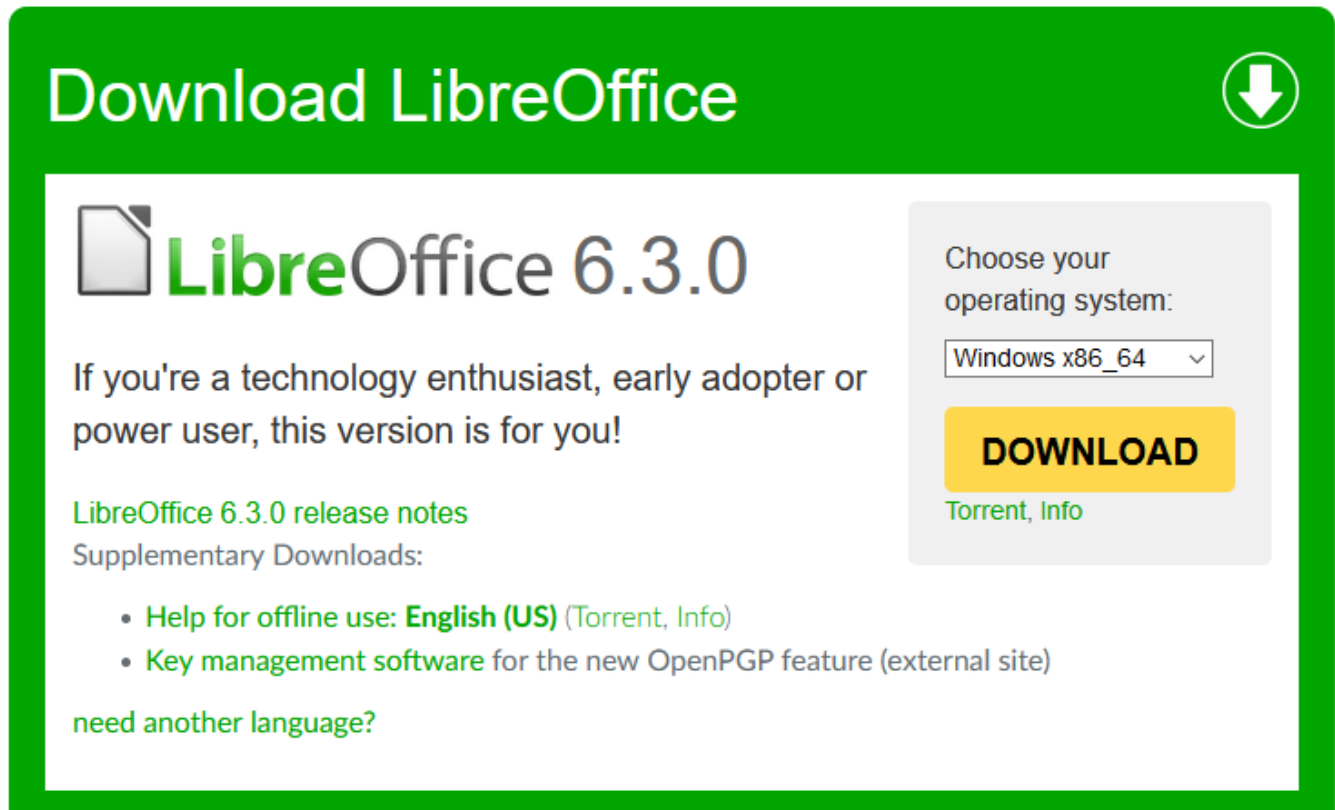 Download LibreOffice
LibreOffice 6.3.0
If you're a technology enthusiast, early adopter or
power user, this version is for you!
LibreOffice 6.3.0 release notes
Supplementary Downloads:
• Help for offline use: English (US) (Torrent, Info)
• Key management software for the new OpenPGP feature (external site)
need another language?
Choose your
operating system:
Windows x86_64
DOWNLOAD
Torrent, Info